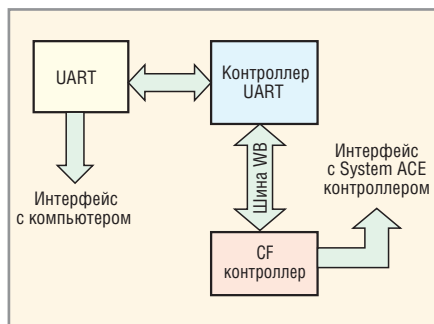 UART
Контроллер
UART
Интерфейс
с компьютером
Шина WB
Интерфейс
с System ACE
контроллером
CF
контроллер